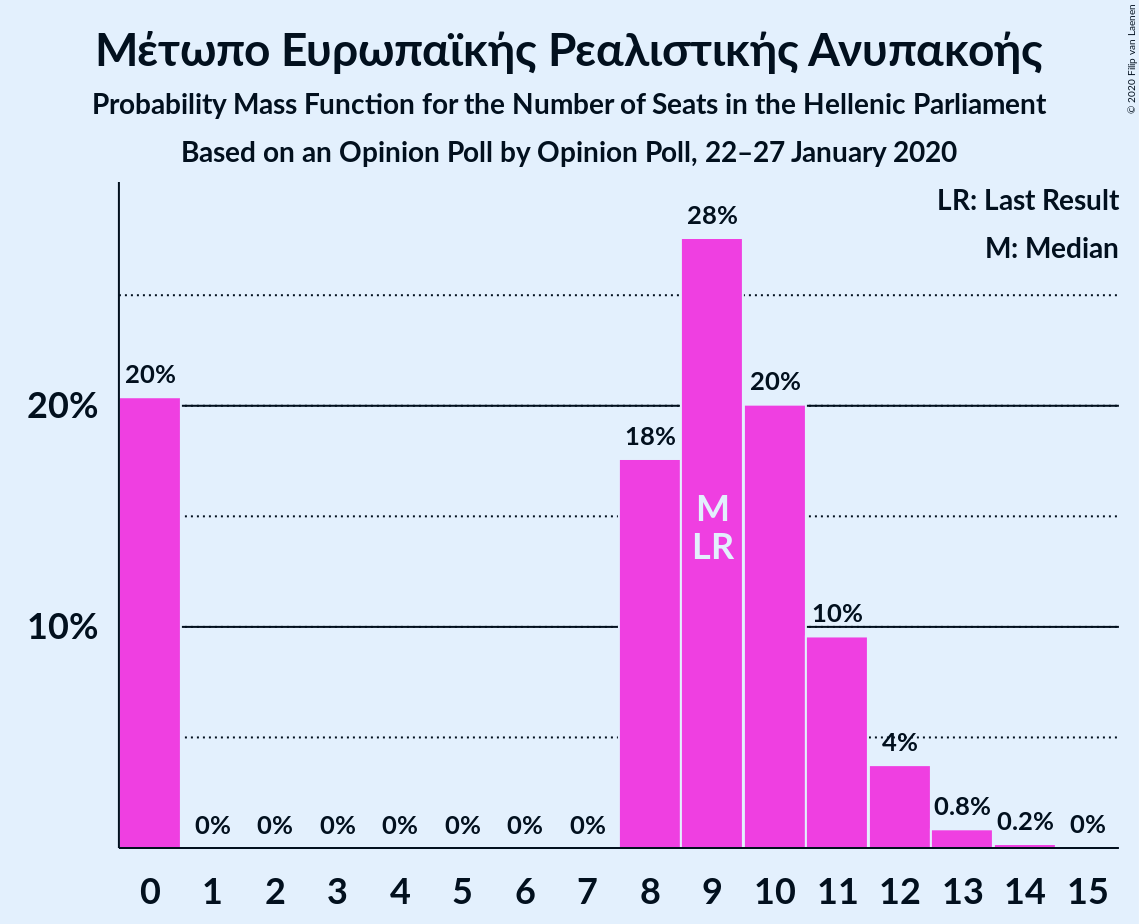 Μέτωπο Ευρωπαϊκής Ρεαλιστικής Ανυπακοής
Probability Mass Function for the Number of Seats in the Hellenic Parliament
Based on an Opinion Poll by Opinion Poll, 22–27 January 2020
© 2020 Filip van Laenen
LR: Last Result
M: Median
28%
20%
20%
20%
18%
M
LR
10%
10%
4%
0.8%
0.2%
0% 0% 0% 0% 0% 0% 0% 0%
0 1 2 3 4 5 6 7 8 9 10 11 12 13 14 15